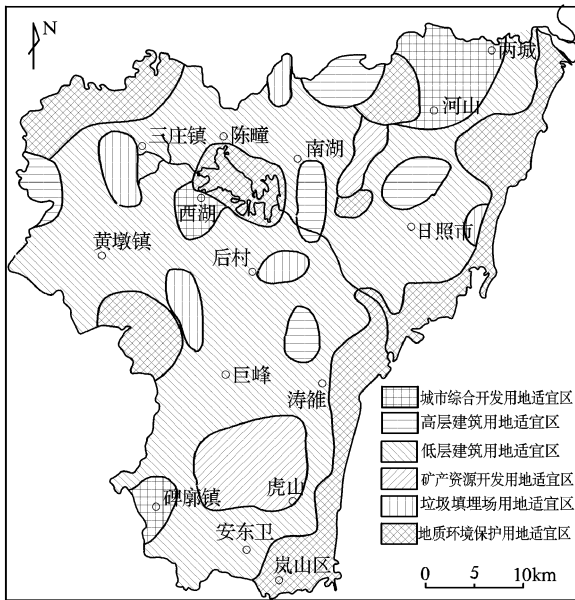 N
两城
河山
三庄镇
陈疃
南湖
西湖
日照市
黄墩镇
后村
巨峰
涛雒
碑廓镇
虎山
安东卫
岚山区
城市综合开发用地适宜区
高层建筑用地适宜区
低层建筑用地适宜区
矿产资源开发用地适宜区
垃圾填埋场用地适宜区
地质环境保护用地适宜区
0 5 10km